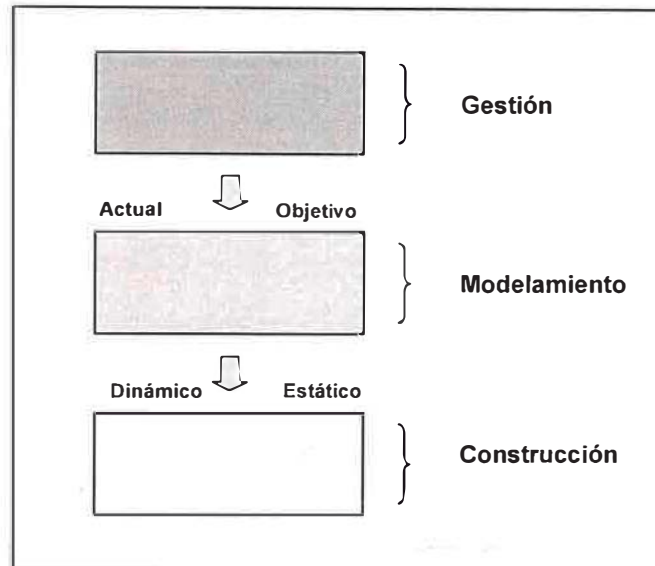 Gestión
Actual Objetivo
Modelamiento
Dinámico Estático
Construcción